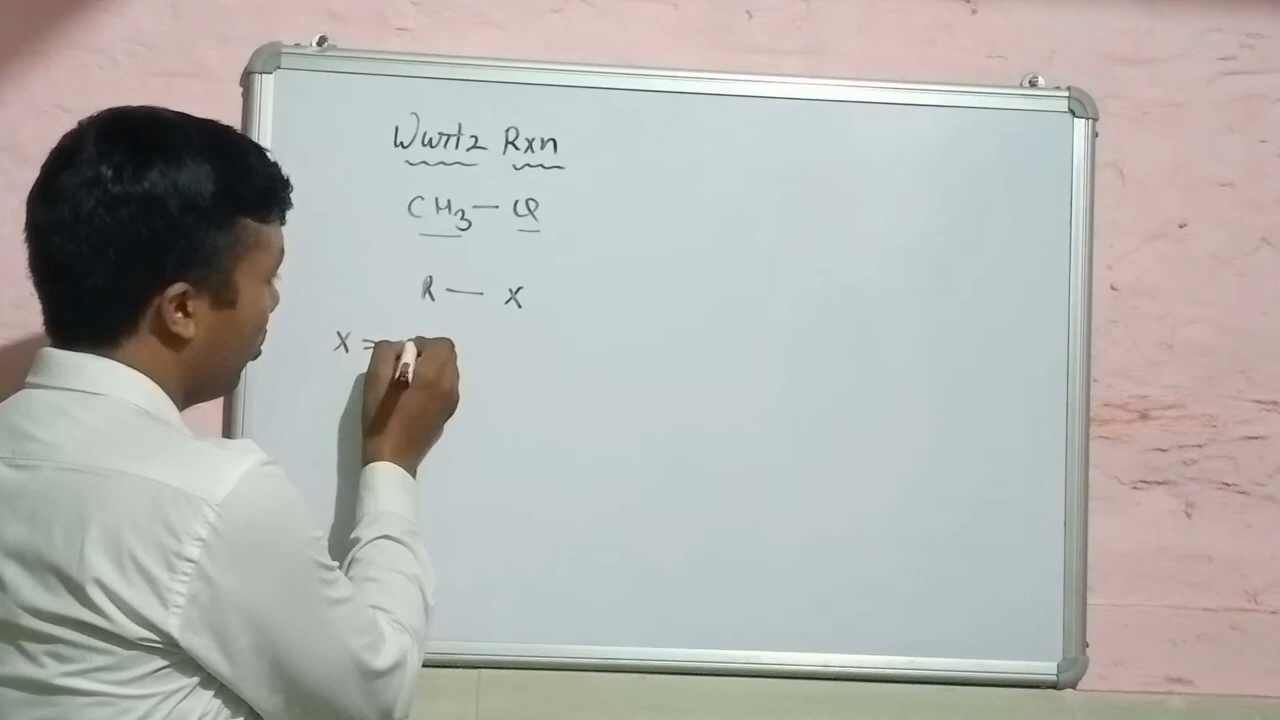 Wurtz Rxn
CH3 — Cl
R — X
X =